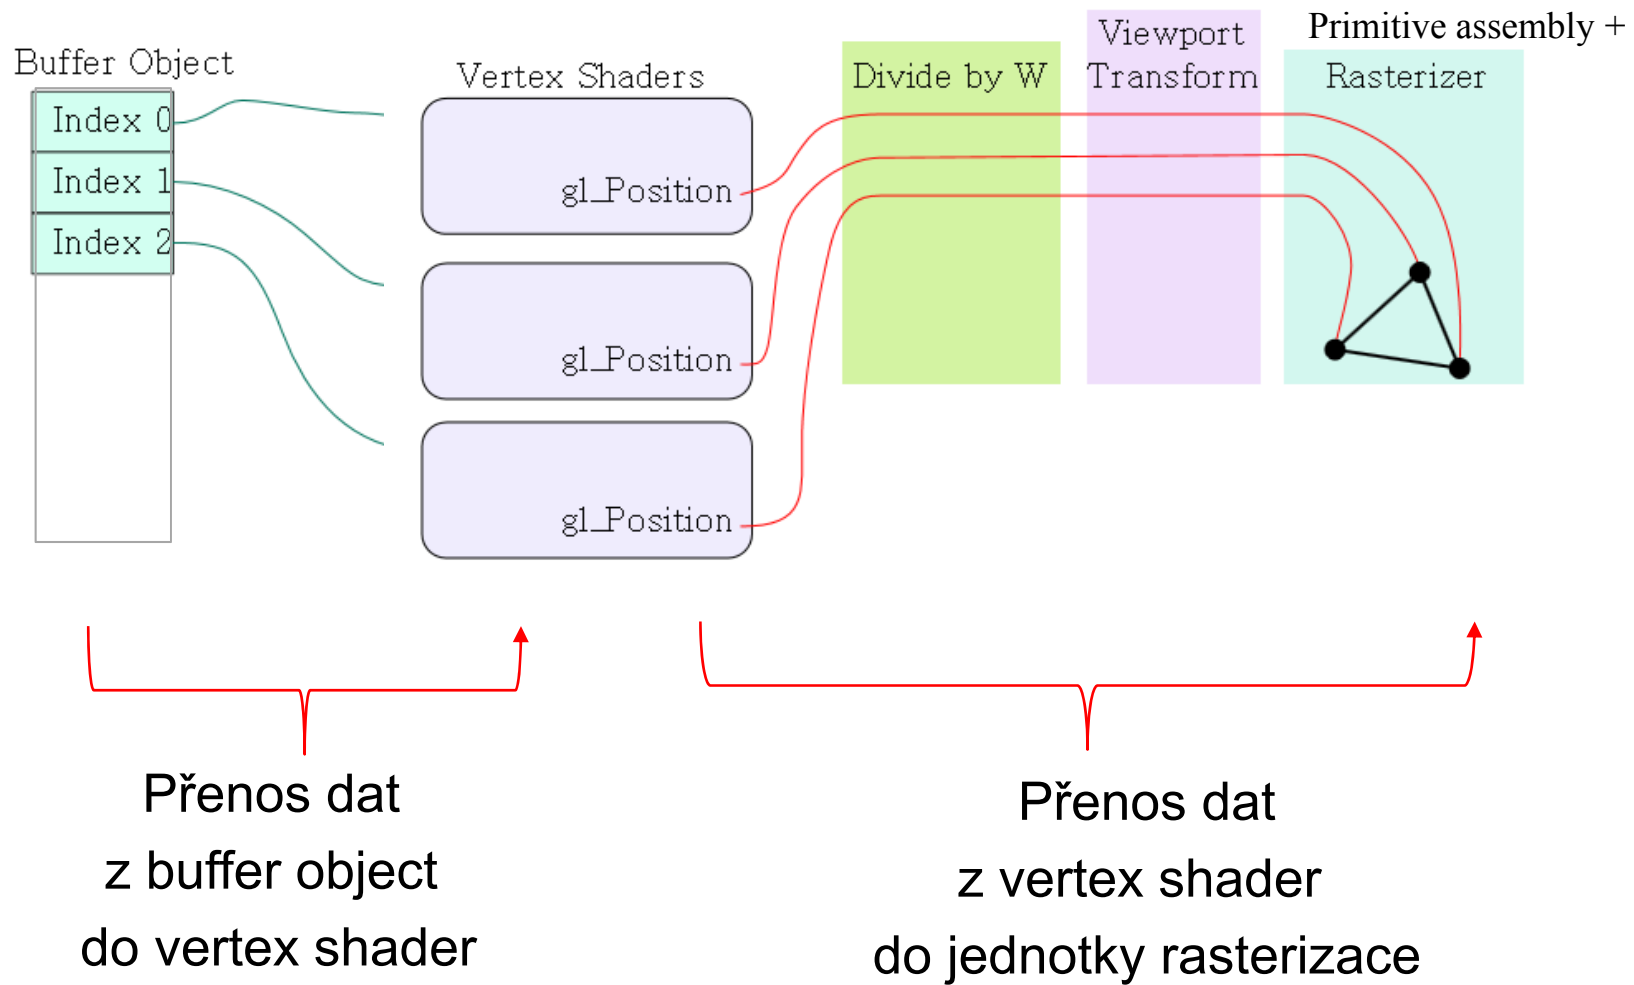 Buffer Object
Index 0
Index 1
Index 2
Vertex Shaders
gl_Position
gl_Position
gl_Position
Divide by W
Viewport
Transform
Primitive assembly +
Rasterizer
Přenos dat
z buffer object
do vertex shader
Přenos dat
z vertex shader
do jednotky rasterizace